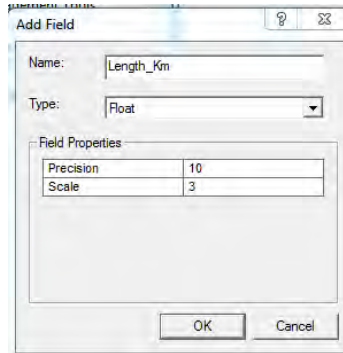 Add Field
Name: Length_Km
Type: Float
Field Properties
Precision 10
Scale 3
OK Cancel